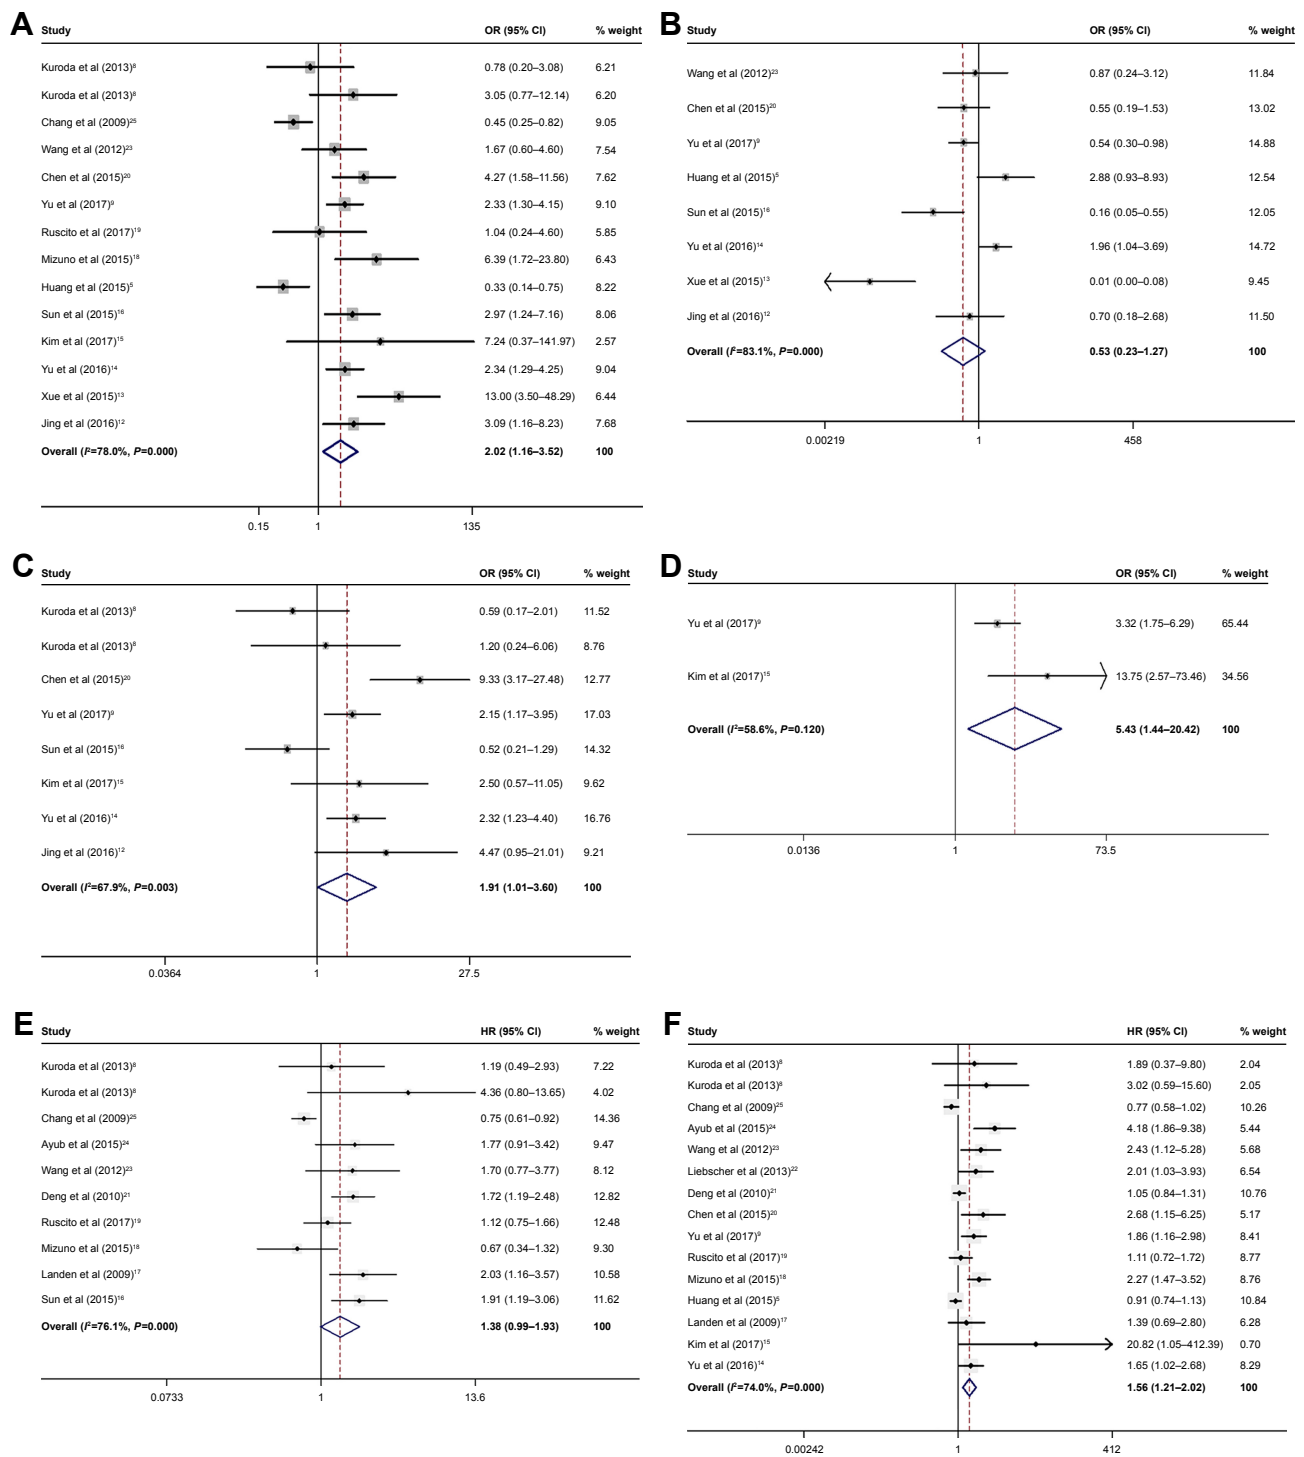 A
Study OR (95% CI) % weight
Kuroda et al (2013)⁸ 0.78 (0.20–3.08) 6.21
Kuroda et al (2013)⁸ 3.05 (0.77–12.14) 6.20
Chang et al (2009)²⁵ 0.45 (0.25–0.82) 9.05
Wang et al (2012)²³ 1.67 (0.60–4.60) 7.54
Chen et al (2015)²⁰ 4.27 (1.58–11.56) 7.62
Yu et al (2017)⁹ 2.33 (1.30–4.15) 9.10
Ruscito et al (2017)¹⁹ 1.04 (0.24–4.60) 5.85
Mizuno et al (2015)¹⁸ 6.39 (1.72–23.80) 6.43
Huang et al (2015)⁵ 0.33 (0.14–0.75) 8.22
Sun et al (2015)¹⁶ 2.97 (1.24–7.16) 8.06
Kim et al (2017)¹⁵ 7.24 (0.37–141.97) 2.57
Yu et al (2016)¹⁴ 2.34 (1.29–4.25) 9.04
Xue et al (2015)¹³ 13.00 (3.50–48.29) 6.44
Jing et al (2016)¹² 3.09 (1.16–8.23) 7.68
Overall (I²=78.0%, P=0.000) 2.02 (1.16–3.52) 100
0.15 1 135
B
Study OR (95% CI) % weight
Wang et al (2012)²³ 0.87 (0.24–3.12) 11.84
Chen et al (2015)²⁰ 0.55 (0.19–1.53) 13.02
Yu et al (2017)⁹ 0.54 (0.30–0.98) 14.88
Huang et al (2015)⁵ 2.88 (0.93–8.93) 12.54
Sun et al (2015)¹⁶ 0.16 (0.05–0.55) 12.05
Yu et al (2016)¹⁴ 1.96 (1.04–3.69) 14.72
Xue et al (2015)¹³ 0.01 (0.00–0.08) 9.45
Jing et al (2016)¹² 0.70 (0.18–2.68) 11.50
Overall (I²=83.1%, P=0.000) 0.53 (0.23–1.27) 100
0.00219 1 458
C
Study OR (95% CI) % weight
Kuroda et al (2013)⁸ 0.59 (0.17–2.01) 11.52
Kuroda et al (2013)⁸ 1.20 (0.24–6.06) 8.76
Chen et al (2015)²⁰ 9.33 (3.17–27.48) 12.77
Yu et al (2017)⁹ 2.15 (1.17–3.95) 17.03
Sun et al (2015)¹⁶ 0.52 (0.21–1.29) 14.32
Kim et al (2017)¹⁵ 2.50 (0.57–11.05) 9.62
Yu et al (2016)¹⁴ 2.32 (1.23–4.40) 16.76
Jing et al (2016)¹² 4.47 (0.95–21.01) 9.21
Overall (I²=67.9%, P=0.003) 1.91 (1.01–3.60) 100
0.0364 1 27.5
D
Study OR (95% CI) % weight
Yu et al (2017)⁹ 3.32 (1.75–6.29) 65.44
Kim et al (2017)¹⁵ 13.75 (2.57–73.46) 34.56
Overall (I²=58.6%, P=0.120) 5.43 (1.44–20.42) 100
0.0136 1 73.5
E
Study HR (95% CI) % weight
Kuroda et al (2013)⁸ 1.19 (0.49–2.93) 7.22
Kuroda et al (2013)⁸ 4.36 (0.80–13.65) 4.02
Chang et al (2009)²⁵ 0.75 (0.61–0.92) 14.36
Ayub et al (2015)²⁴ 1.77 (0.91–3.42) 9.47
Wang et al (2012)²³ 1.70 (0.77–3.77) 8.12
Deng et al (2010)²¹ 1.72 (1.19–2.48) 12.82
Ruscito et al (2017)¹⁹ 1.12 (0.75–1.66) 12.48
Mizuno et al (2015)¹⁸ 0.67 (0.34–1.32) 9.30
Landen et al (2009)¹⁷ 2.03 (1.16–3.57) 10.58
Sun et al (2015)¹⁶ 1.91 (1.19–3.06) 11.62
Overall (I²=76.1%, P=0.000) 1.38 (0.99–1.93) 100
0.0733 1 13.6
F
Study HR (95% CI) % weight
Kuroda et al (2013)⁸ 1.89 (0.37–9.80) 2.04
Kuroda et al (2013)⁸ 3.02 (0.59–15.60) 2.05
Chang et al (2009)²⁵ 0.77 (0.58–1.02) 10.26
Ayub et al (2015)²⁴ 4.18 (1.86–9.38) 5.44
Wang et al (2012)²³ 2.43 (1.12–5.28) 5.68
Liebscher et al (2013)²² 2.01 (1.03–3.93) 6.54
Deng et al (2010)²¹ 1.05 (0.84–1.31) 10.76
Chen et al (2015)²⁰ 2.68 (1.15–6.25) 5.17
Yu et al (2017)⁹ 1.86 (1.16–2.98) 8.41
Ruscito et al (2017)¹⁹ 1.11 (0.72–1.72) 8.77
Mizuno et al (2015)¹⁸ 2.27 (1.47–3.52) 8.76
Huang et al (2015)⁵ 0.91 (0.74–1.13) 10.84
Landen et al (2009)¹⁷ 1.39 (0.69–2.80) 6.28
Kim et al (2017)¹⁵ 20.82 (1.05–412.39) 0.70
Yu et al (2016)¹⁴ 1.65 (1.02–2.68) 8.29
Overall (I²=74.0%, P=0.000) 1.56 (1.21–2.02) 100
0.00242 1 412